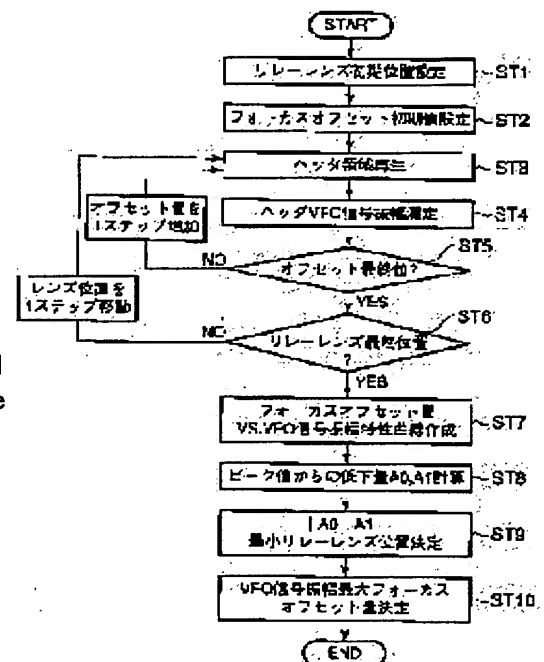 START
リレーレンズ初期位置設定
ST1
フォーカスオフセット初期値設定
ST2
ヘッダ領域再生
ST3
オフセット量を
1ステップ増加
ヘッダVFO信号振幅測定
ST4
ST5
NO
オフセット最終値?
レンズ位置を
1ステップ移動
YES
ST6
NO
リレーレンズ最終位置
?
YES
フォーカスオフセット量
VS.VFO信号振幅特性曲線作成
ST7
ピーク値からの低下量A0,A1計算
ST8
A0 A1
最小リレーレンズ位置決定
ST9
VFO信号振幅最大フォーカス
オフセット量決定
ST10
END